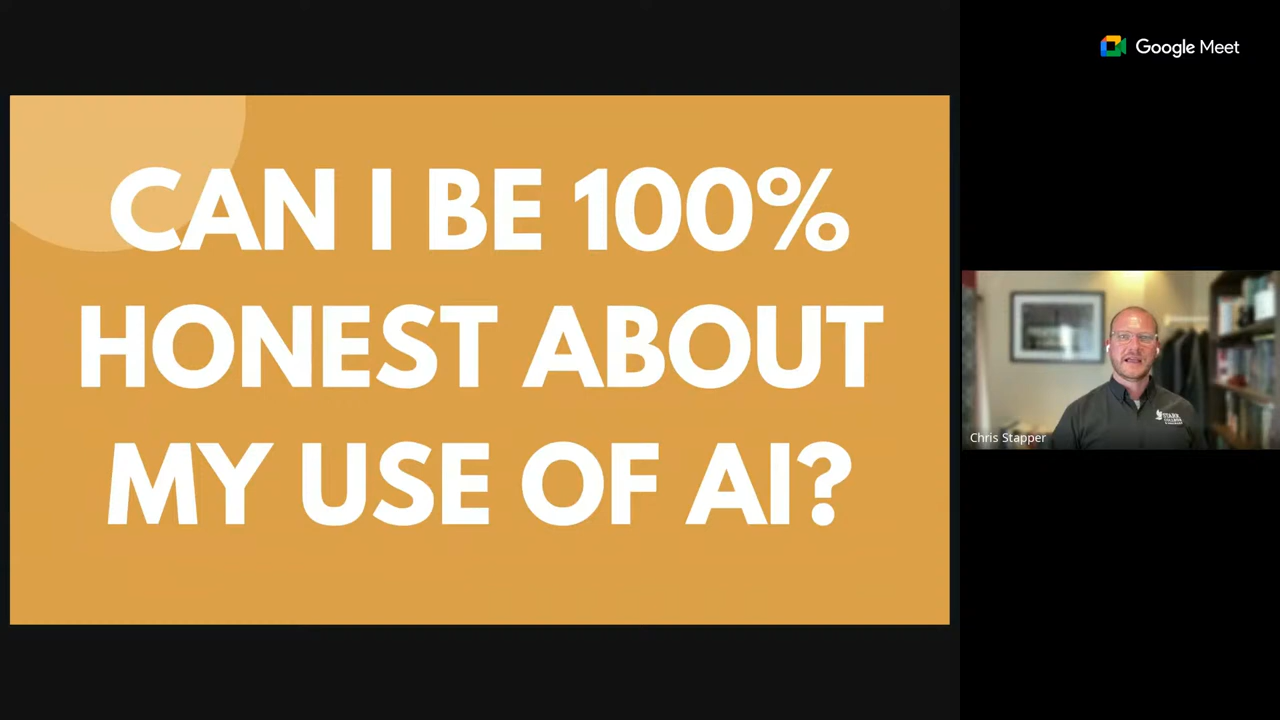 CAN I BE 100%
HONEST ABOUT
MY USE OF AI?
Google Meet
Chris Stapper